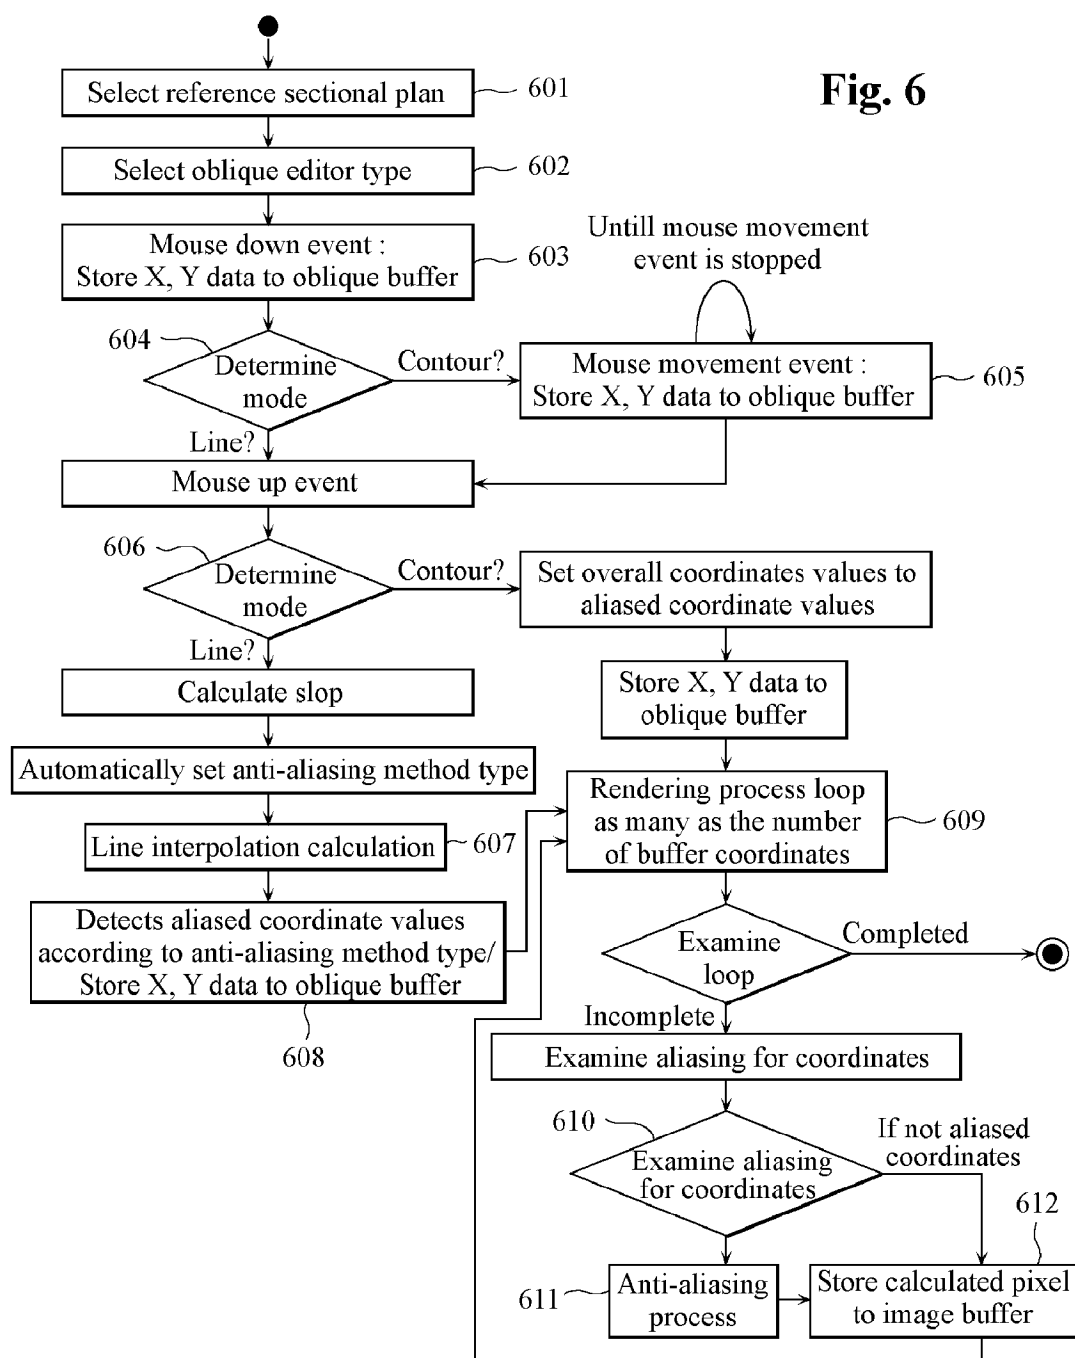 Fig. 6
Select reference sectional plan
601
Select oblique editor type
602
Mouse down event :
Store X, Y data to oblique buffer
603
Untill mouse movement
event is stopped
604
Determine
mode
Contour?
Mouse movement event :
Store X, Y data to oblique buffer
605
Line?
Mouse up event
606
Determine
mode
Contour?
Set overall coordinates values to
aliased coordinate values
Line?
Calculate slop
Store X, Y data to
oblique buffer
Automatically set anti-aliasing method type
Rendering process loop
as many as the number
of buffer coordinates
609
Line interpolation calculation
607
Detects aliased coordinate values
according to anti-aliasing method type/
Store X, Y data to oblique buffer
608
Examine
loop
Completed
Incomplete
Examine aliasing for coordinates
610
Examine aliasing
for coordinates
If not aliased
coordinates
612
611
Anti-aliasing
process
Store calculated pixel
to image buffer